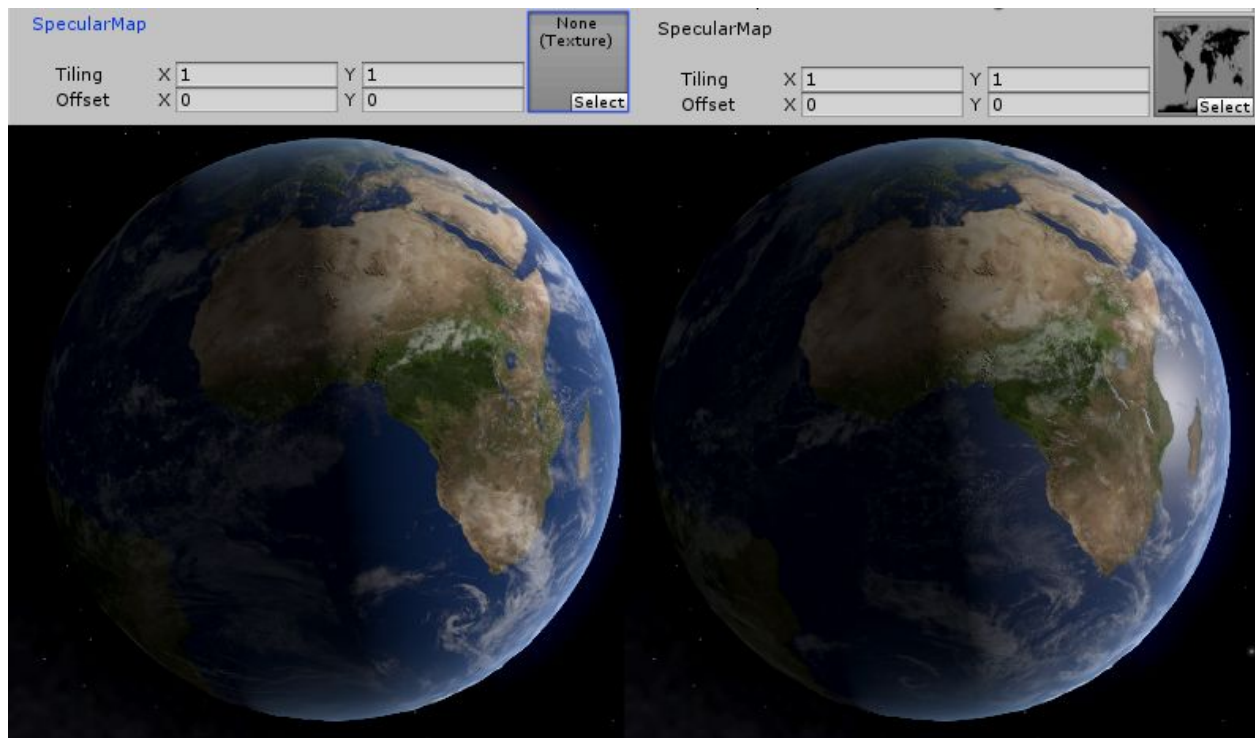 SpecularMap
None
(Texture)
Tiling X 1 Y 1
Offset X 0 Y 0
Select
SpecularMap
Tiling X 1 Y 1
Offset X 0 Y 0
Select